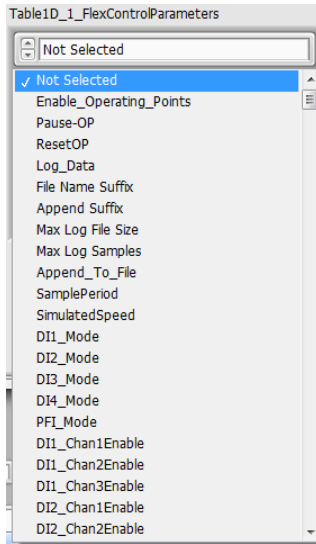 Table1D_1_FlexControlParameters
Not Selected
✓ Not Selected
Enable_Operating_Points
Pause-OP
ResetOP
Log_Data
File Name Suffix
Append Suffix
Max Log File Size
Max Log Samples
Append_To_File
SamplePeriod
SimulatedSpeed
DI1_Mode
DI2_Mode
DI3_Mode
DI4_Mode
PFI_Mode
DI1_Chan1Enable
DI1_Chan2Enable
DI1_Chan3Enable
DI2_Chan1Enable
DI2_Chan2Enable